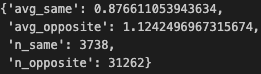 {'avg_same': 0.876611053943634,
'avg_opposite': 1.1242496967315674,
'n_same': 3738,
'n_opposite': 31262}